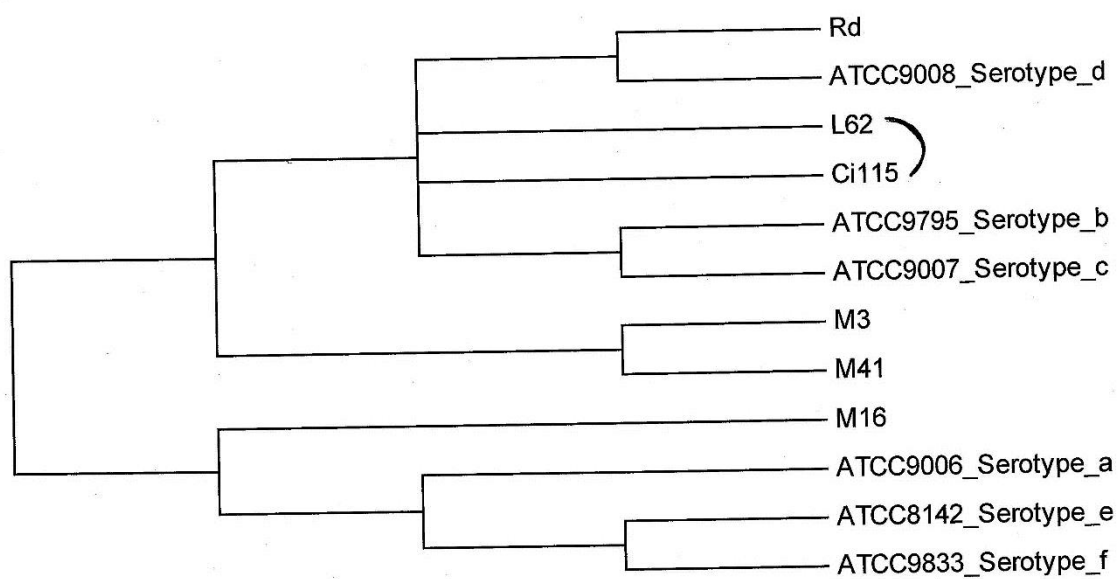 Rd
ATCC9008_Serotype_d
L62
Ci115
ATCC9795_Serotype_b
ATCC9007_Serotype_c
M3
M41
M16
ATCC9006_Serotype_a
ATCC8142_Serotype_e
ATCC9833_Serotype_f